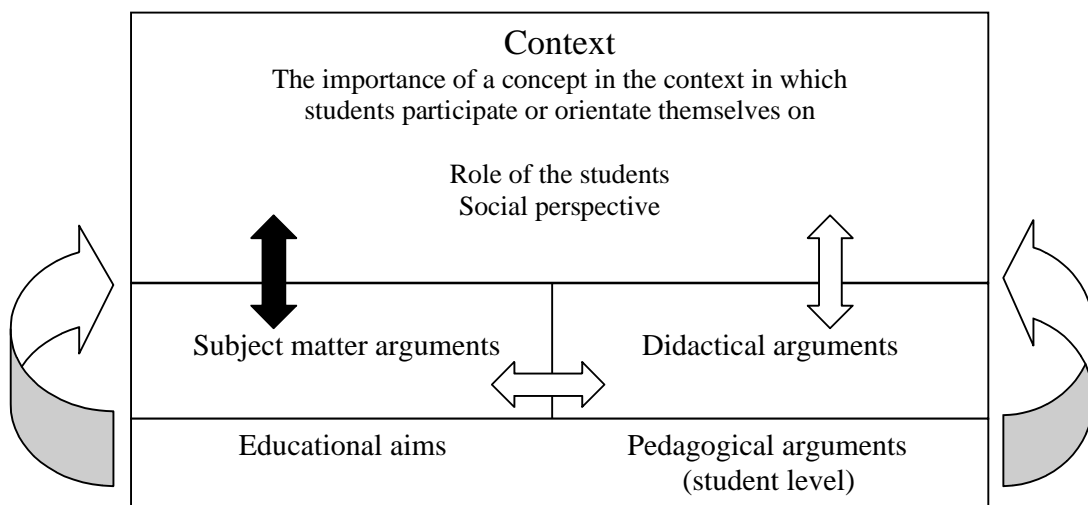 Context
The importance of a concept in the context in which
students participate or orientate themselves on
Role of the students
Social perspective
Subject matter arguments
Didactical arguments
Educational aims
Pedagogical arguments
(student level)